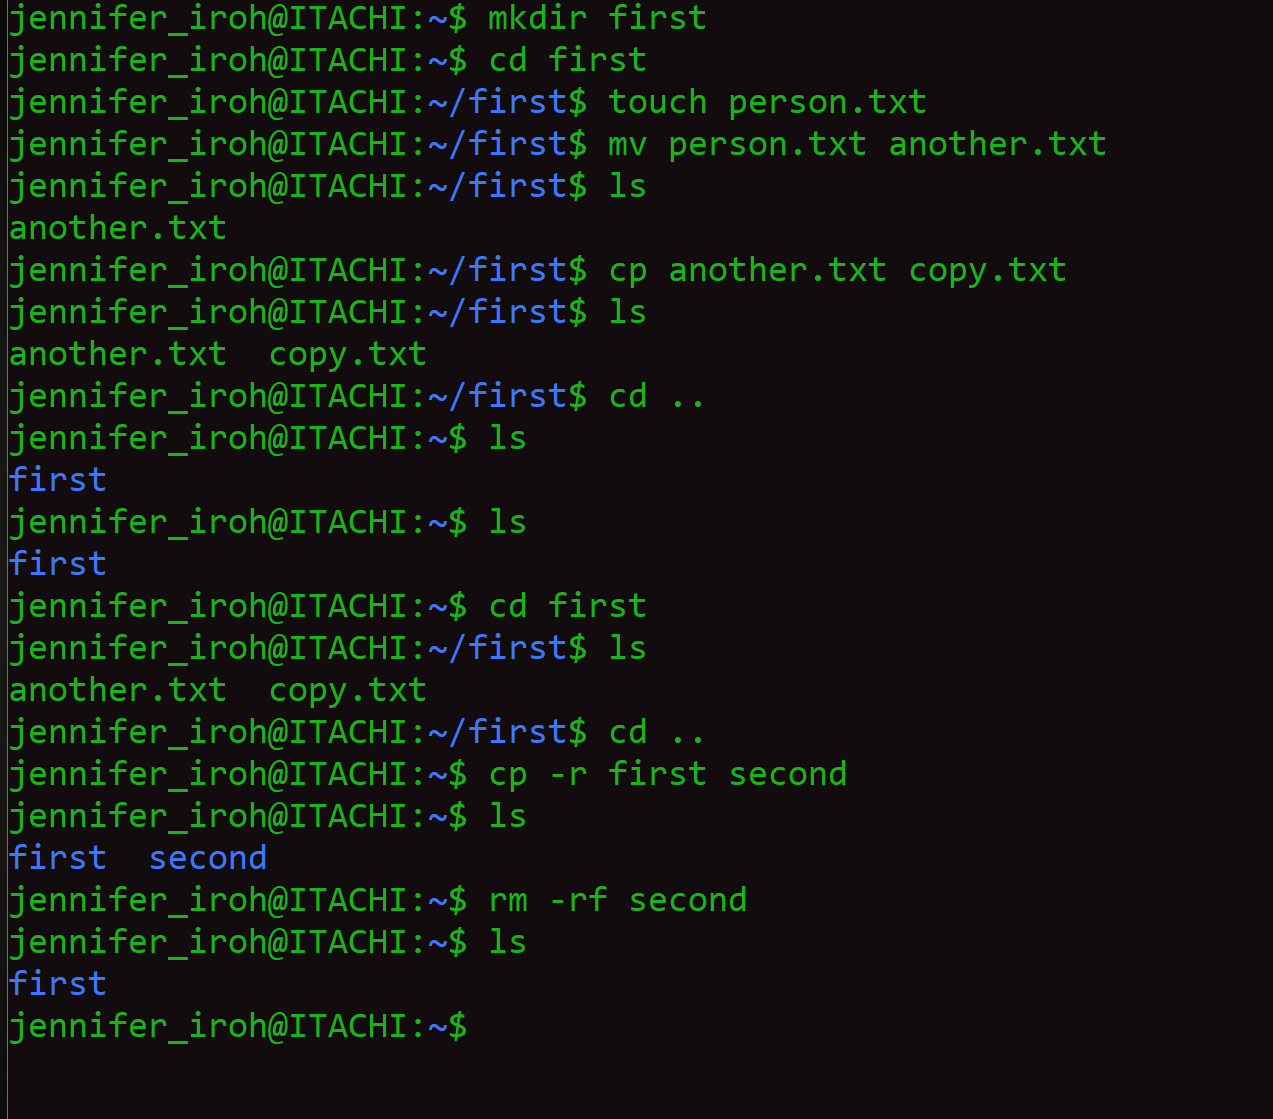 jennifer_iroh@ITACHI:~$ mkdir first
jennifer_iroh@ITACHI:~$ cd first
jennifer_iroh@ITACHI:~/first$ touch person.txt
jennifer_iroh@ITACHI:~/first$ mv person.txt another.txt
jennifer_iroh@ITACHI:~/first$ ls
another.txt
jennifer_iroh@ITACHI:~/first$ cp another.txt copy.txt
jennifer_iroh@ITACHI:~/first$ ls
another.txt  copy.txt
jennifer_iroh@ITACHI:~/first$ cd ..
jennifer_iroh@ITACHI:~$ ls
first
jennifer_iroh@ITACHI:~$ ls
first
jennifer_iroh@ITACHI:~$ cd first
jennifer_iroh@ITACHI:~/first$ ls
another.txt  copy.txt
jennifer_iroh@ITACHI:~/first$ cd ..
jennifer_iroh@ITACHI:~$ cp -r first second
jennifer_iroh@ITACHI:~$ ls
first  second
jennifer_iroh@ITACHI:~$ rm -rf second
jennifer_iroh@ITACHI:~$ ls
first
jennifer_iroh@ITACHI:~$